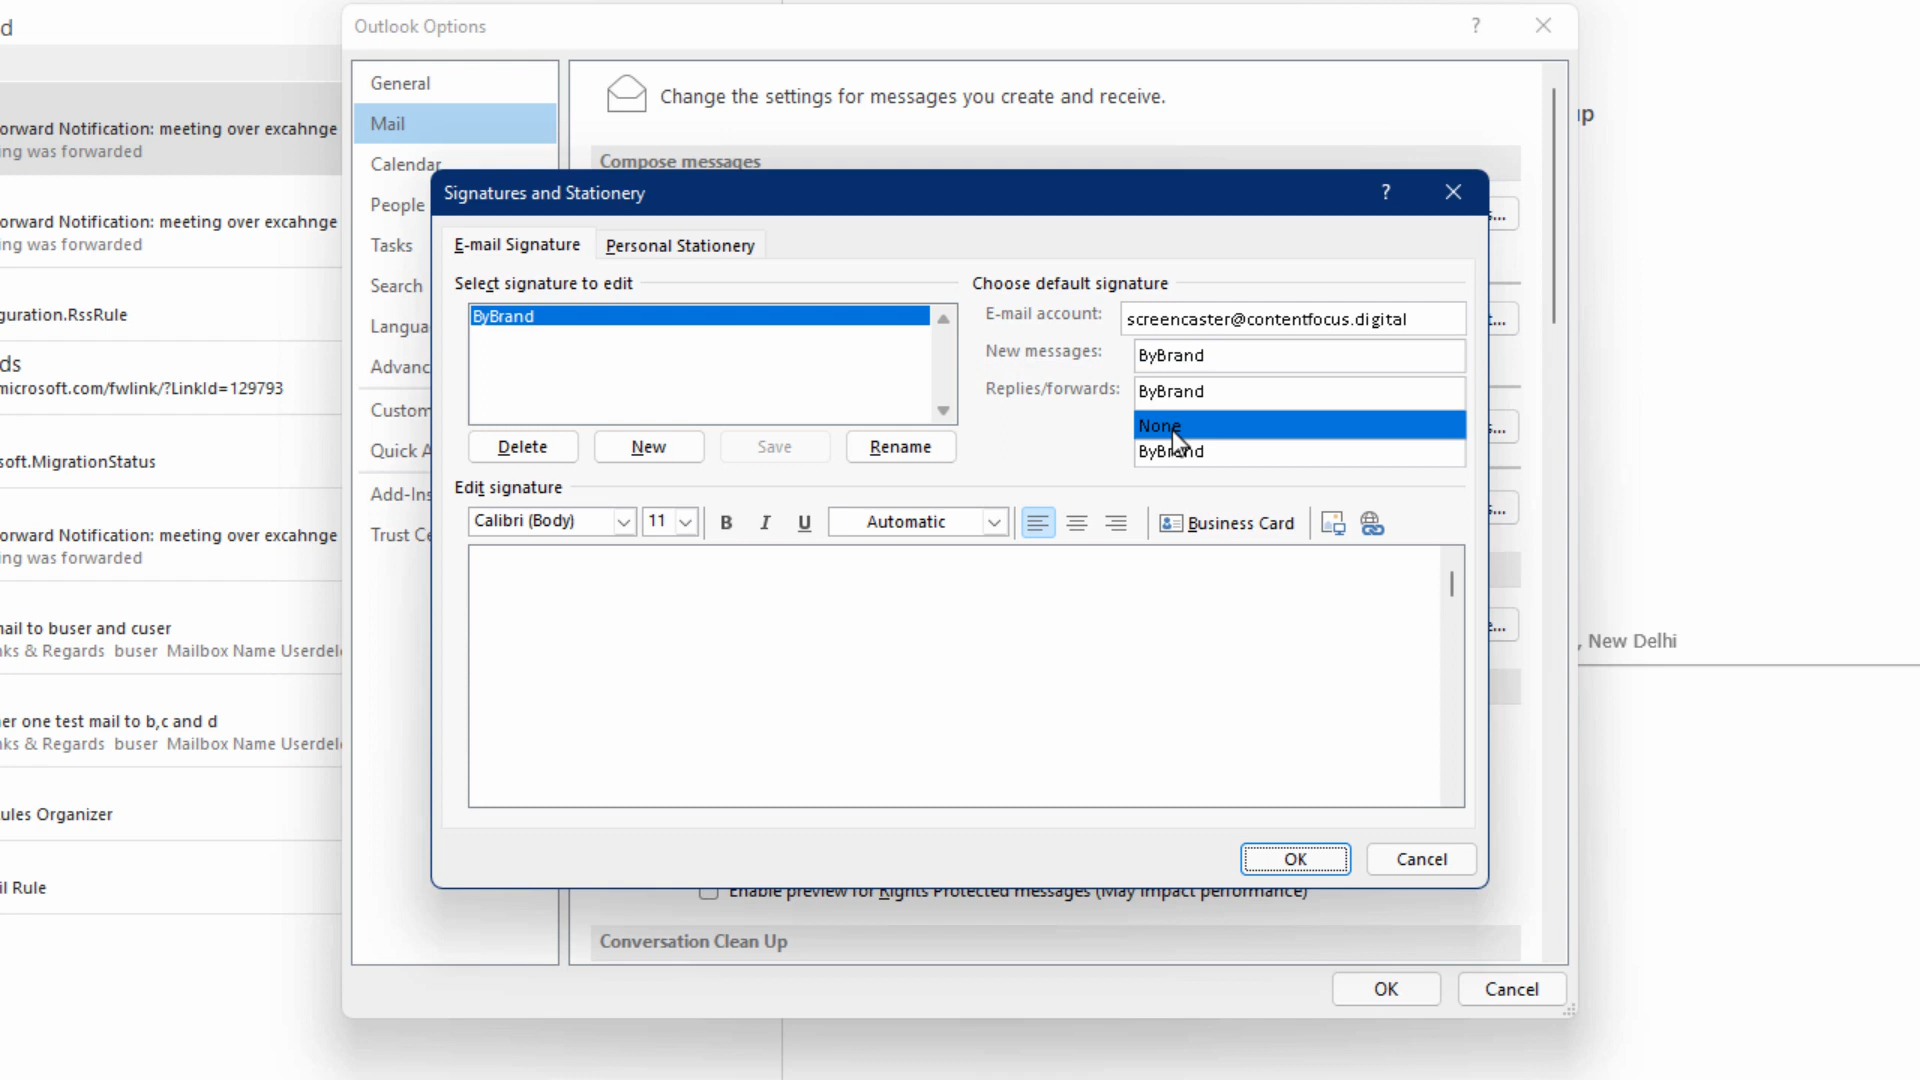 d
Outlook Options
?
General
Mail
Calendar
People
Tasks
Search
Langua
Advanc
Custom
Quick A
Add-Ins
Trust Ce
Change the settings for messages you create and receive.
Compose messages
orward Notification: meeting over excahnge
ing was forwarded
orward Notification: meeting over excahnge
ing was forwarded
guration.RssRule
ds
microsoft.com/fwlink/?LinkId=129793
soft.MigrationStatus
orward Notification: meeting over excahnge
ing was forwarded
nail to buser and cuser
nks & Regards buser Mailbox Name Userdel
er one test mail to b,c and d
nks & Regards buser Mailbox Name Userdel
ules Organizer
il Rule
Signatures and Stationery
?
E-mail Signature
Personal Stationery
Select signature to edit
ByBrand
Delete
New
Save
Rename
Choose default signature
E-mail account:
screencaster@contentfocus.digital
New messages:
ByBrand
Replies/forwards:
ByBrand
None
ByBrand
Edit signature
Calibri (Body)
11
B
I
U
Automatic
Business Card
OK
Cancel
Enable preview for Rights Protected messages (May impact performance)
Conversation Clean Up
OK
Cancel
up
, New Delhi